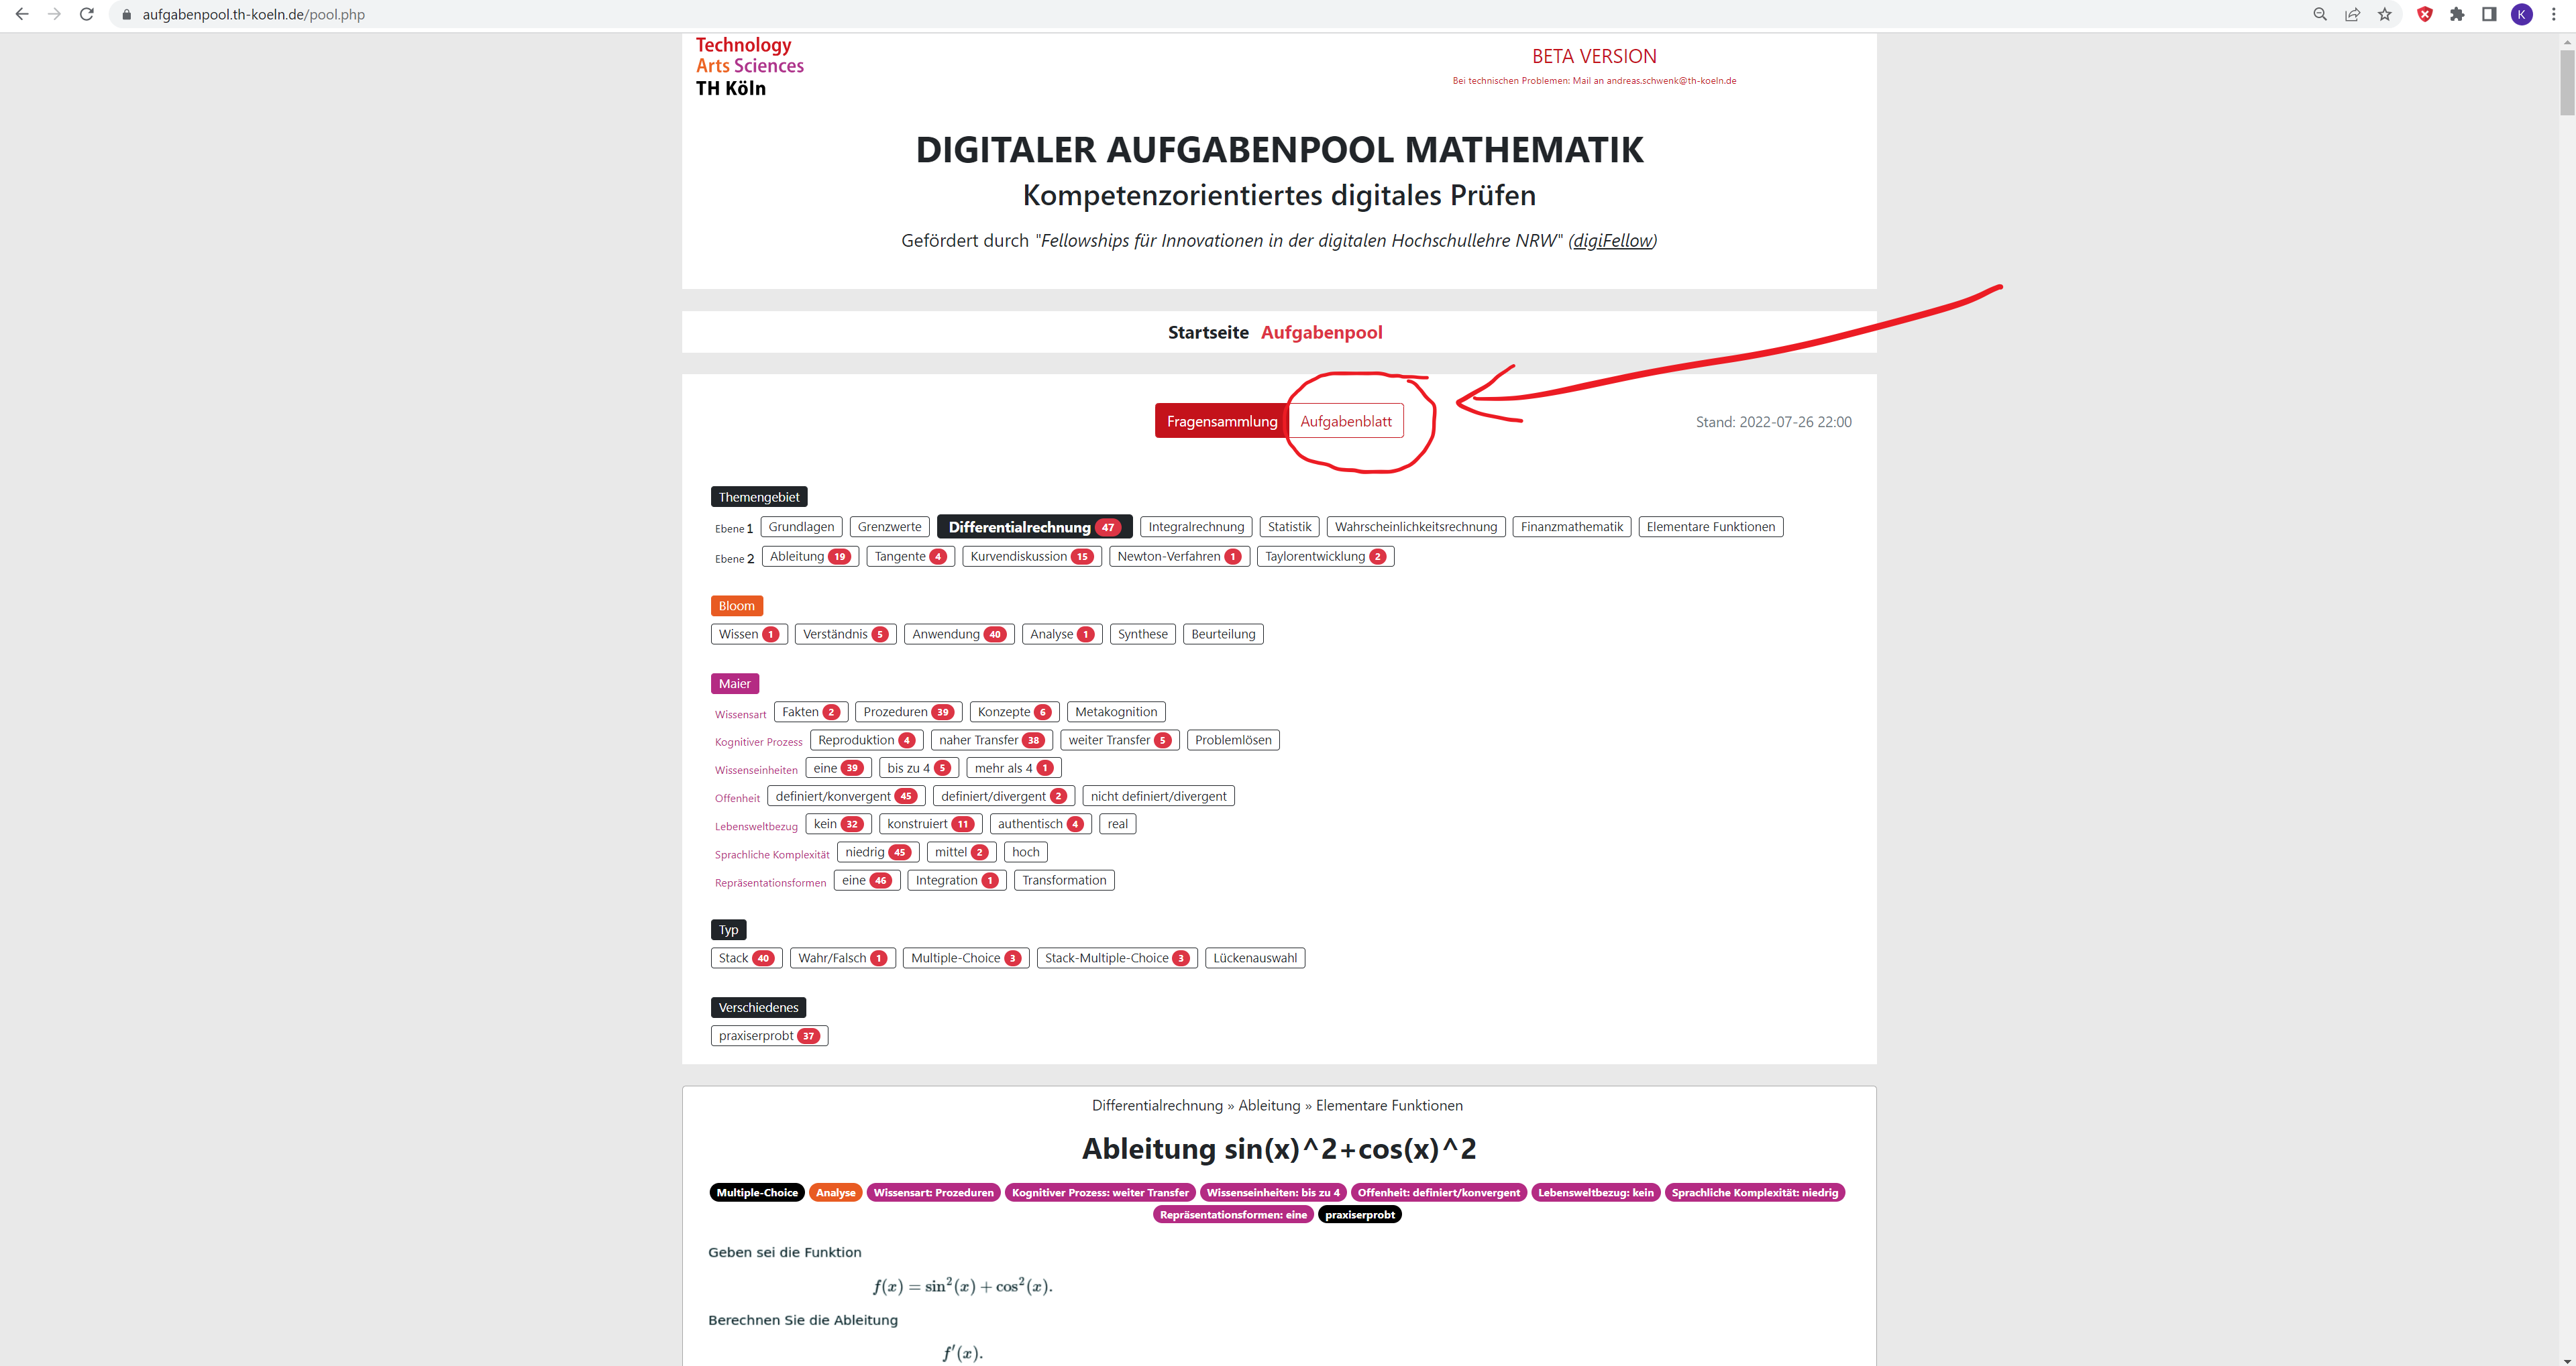 aufgabenpool.th-koeln.de/pool.php
K
Technology
Arts Sciences
TH Köln
BETA VERSION
Bei technischen Problemen: Mail an andreas.schwenk@th-koeln.de
DIGITALER AUFGABENPOOL MATHEMATIK
Kompetenzorientiertes digitales Prüfen
Gefördert durch "Fellowships für Innovationen in der digitalen Hochschullehre NRW" (digiFellow)
Startseite Aufgabenpool
Fragensammlung Aufgabenblatt
Stand: 2022-07-26 22:00
Themengebiet
Ebene 1 Grundlagen Grenzwerte Differentialrechnung 47 Integralrechnung Statistik Wahrscheinlichkeitsrechnung Finanzmathematik Elementare Funktionen
Ebene 2 Ableitung 19 Tangente 4 Kurvendiskussion 15 Newton-Verfahren 1 Taylorentwicklung 2
Bloom
Wissen 1 Verständnis 5 Anwendung 40 Analyse 1 Synthese Beurteilung
Maier
Wissensart Fakten 2 Prozeduren 39 Konzepte 6 Metakognition
Kognitiver Prozess Reproduktion 4 naher Transfer 38 weiter Transfer 5 Problemlösen
Wissenseinheiten eine 39 bis zu 4 5 mehr als 4 1
Offenheit definiert/konvergent 45 definiert/divergent 2 nicht definiert/divergent
Lebensweltbezug kein 32 konstruiert 11 authentisch 4 real
Sprachliche Komplexität niedrig 45 mittel 2 hoch
Repräsentationsformen eine 46 Integration 1 Transformation
Typ
Stack 40 Wahr/Falsch 1 Multiple-Choice 3 Stack-Multiple-Choice 3 Lückenauswahl
Verschiedenes
praxiserprobt 37
Differentialrechnung » Ableitung » Elementare Funktionen
Ableitung sin(x)^2+cos(x)^2
Multiple-Choice Analyse Wissensart: Prozeduren Kognitiver Prozess: weiter Transfer Wissenseinheiten: bis zu 4 Offenheit: definiert/konvergent Lebensweltbezug: kein Sprachliche Komplexität: niedrig
Repräsentationsformen: eine praxiserprobt
Geben sei die Funktion
f(x) = sin²(x) + cos²(x).
Berechnen Sie die Ableitung
f′(x).